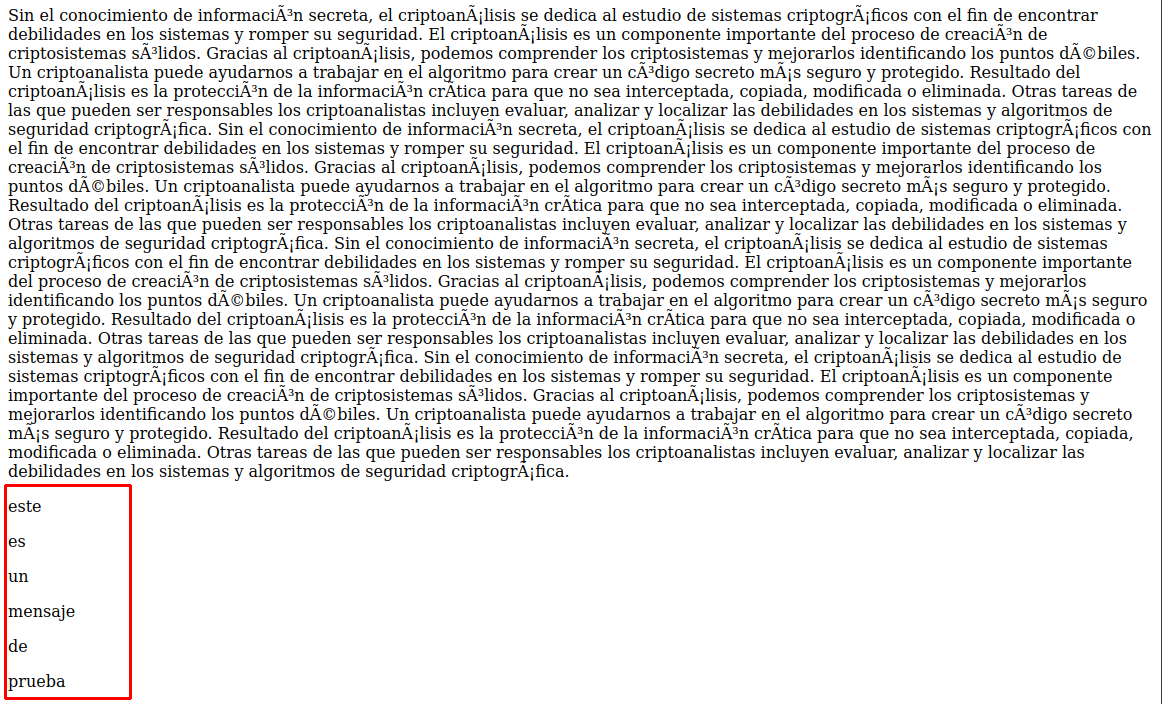 Sin el conocimiento de informaciÃ³n secreta, el criptoanÃ¡lisis se dedica al estudio de sistemas criptogrÃ¡ficos con el fin de encontrar
debilidades en los sistemas y romper su seguridad. El criptoanÃ¡lisis es un componente importante del proceso de creaciÃ³n de
criptosistemas sÃ³lidos. Gracias al criptoanÃ¡lisis, podemos comprender los criptosistemas y mejorarlos identificando los puntos dÃ©biles.
Un criptoanalista puede ayudarnos a trabajar en el algoritmo para crear un cÃ³digo secreto mÃ¡s seguro y protegido. Resultado del
criptoanÃ¡lisis es la protecciÃ³n de la informaciÃ³n crÃ­tica para que no sea interceptada, copiada, modificada o eliminada. Otras tareas de
las que pueden ser responsables los criptoanalistas incluyen evaluar, analizar y localizar las debilidades en los sistemas y algoritmos de
seguridad criptogrÃ¡fica. Sin el conocimiento de informaciÃ³n secreta, el criptoanÃ¡lisis se dedica al estudio de sistemas criptogrÃ¡ficos con
el fin de encontrar debilidades en los sistemas y romper su seguridad. El criptoanÃ¡lisis es un componente importante del proceso de
creaciÃ³n de criptosistemas sÃ³lidos. Gracias al criptoanÃ¡lisis, podemos comprender los criptosistemas y mejorarlos identificando los
puntos dÃ©biles. Un criptoanalista puede ayudarnos a trabajar en el algoritmo para crear un cÃ³digo secreto mÃ¡s seguro y protegido.
Resultado del criptoanÃ¡lisis es la protecciÃ³n de la informaciÃ³n crÃ­tica para que no sea interceptada, copiada, modificada o eliminada.
Otras tareas de las que pueden ser responsables los criptoanalistas incluyen evaluar, analizar y localizar las debilidades en los sistemas y
algoritmos de seguridad criptogrÃ¡fica. Sin el conocimiento de informaciÃ³n secreta, el criptoanÃ¡lisis se dedica al estudio de sistemas
criptogrÃ¡ficos con el fin de encontrar debilidades en los sistemas y romper su seguridad. El criptoanÃ¡lisis es un componente importante
del proceso de creaciÃ³n de criptosistemas sÃ³lidos. Gracias al criptoanÃ¡lisis, podemos comprender los criptosistemas y mejorarlos
identificando los puntos dÃ©biles. Un criptoanalista puede ayudarnos a trabajar en el algoritmo para crear un cÃ³digo secreto mÃ¡s seguro
y protegido. Resultado del criptoanÃ¡lisis es la protecciÃ³n de la informaciÃ³n crÃ­tica para que no sea interceptada, copiada, modificada o
eliminada. Otras tareas de las que pueden ser responsables los criptoanalistas incluyen evaluar, analizar y localizar las debilidades en los
sistemas y algoritmos de seguridad criptogrÃ¡fica. Sin el conocimiento de informaciÃ³n secreta, el criptoanÃ¡lisis se dedica al estudio de
sistemas criptogrÃ¡ficos con el fin de encontrar debilidades en los sistemas y romper su seguridad. El criptoanÃ¡lisis es un componente
importante del proceso de creaciÃ³n de criptosistemas sÃ³lidos. Gracias al criptoanÃ¡lisis, podemos comprender los criptosistemas y
mejorarlos identificando los puntos dÃ©biles. Un criptoanalista puede ayudarnos a trabajar en el algoritmo para crear un cÃ³digo secreto
mÃ¡s seguro y protegido. Resultado del criptoanÃ¡lisis es la protecciÃ³n de la informaciÃ³n crÃ­tica para que no sea interceptada, copiada,
modificada o eliminada. Otras tareas de las que pueden ser responsables los criptoanalistas incluyen evaluar, analizar y localizar las
debilidades en los sistemas y algoritmos de seguridad criptogrÃ¡fica.
este
es
un
mensaje
de
prueba